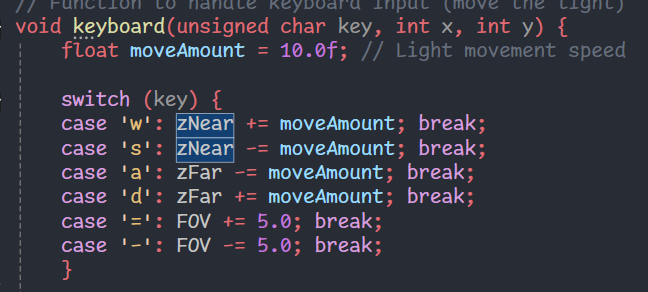 // Function to handle keyboard input (move the light)
void keyboard(unsigned char key, int x, int y) {
float moveAmount = 10.0f; // Light movement speed
switch (key) {
case 'w': zNear += moveAmount; break;
case 's': zNear -= moveAmount; break;
case 'a': zFar -= moveAmount; break;
case 'd': zFar += moveAmount; break;
case '=': FOV += 5.0; break;
case '-': FOV -= 5.0; break;
}